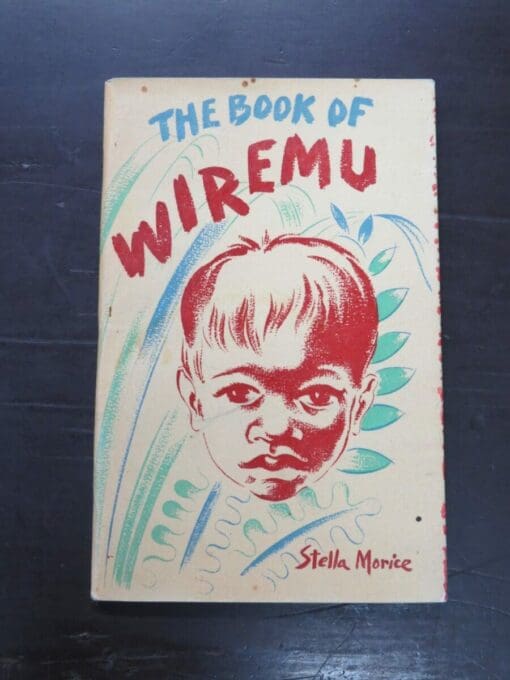 THE BOOK OF
WIREMU
Stella Morice